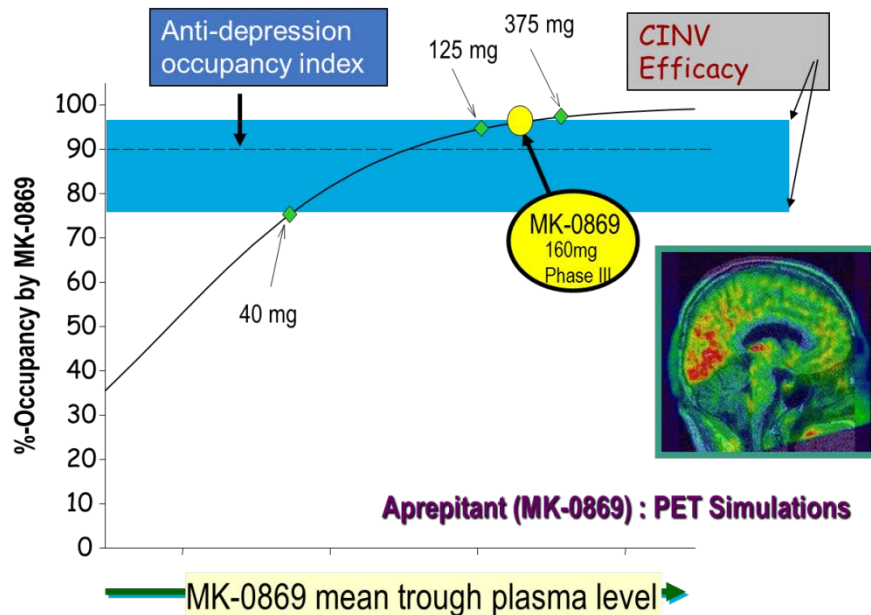 Anti-depression
occupancy index
125 mg
375 mg
CINV
Efficacy
%-Occupancy by MK-0869
100
90
80
70
60
50
40
30
20
10
0
40 mg
MK-0869
160mg
Phase III
Aprepitant (MK-0869) : PET Simulations
MK-0869 mean trough plasma level